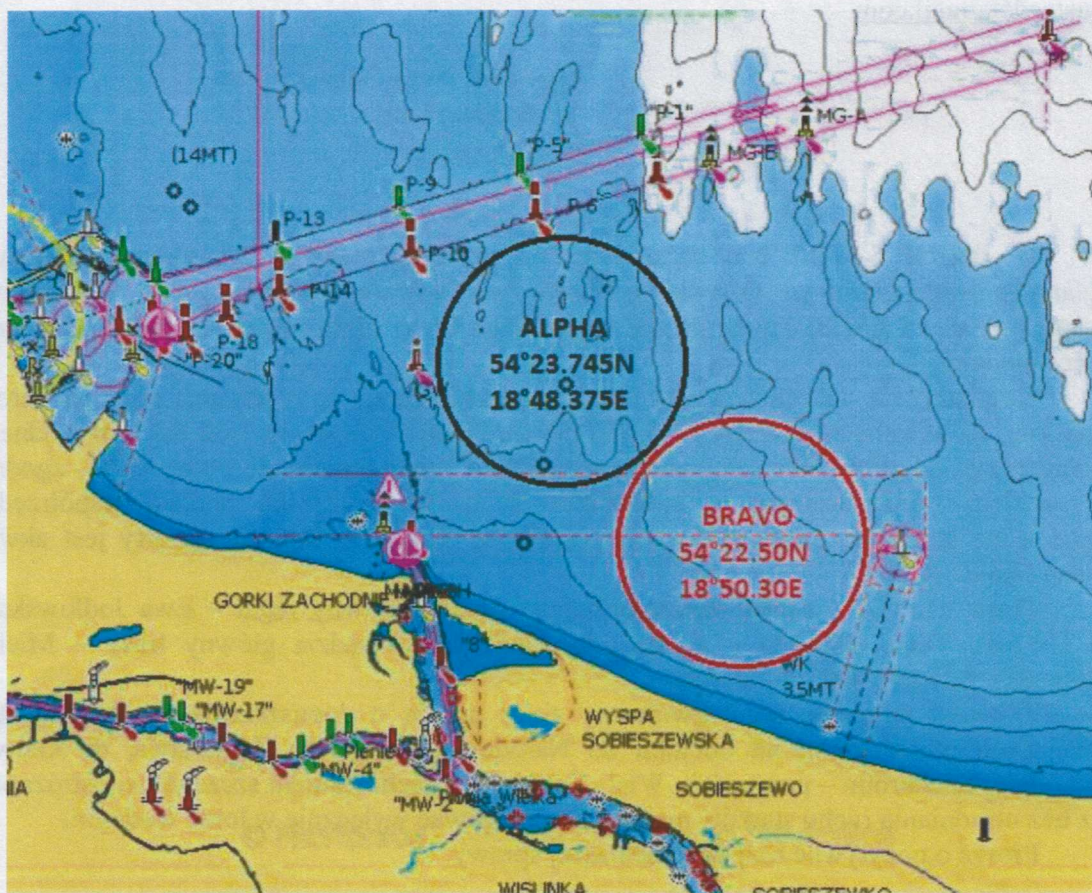 PP
MG-A
"P-1"
MG-B
"P-5"
(14MT)
P-9
P-6
P-13
P-10
P-14
P-18
"P-20"
ALPHA
54°23.745N
18°48.375E
BRAVO
54°22.50N
18°50.30E
GORKI ZACHODNIE
"8"
WK
3.5MT
"MW-19"
"MW-17"
WYSPA
SOBIESZEWSKA
"MW-4"
"MW-2"
SOBIESZEWO
WISLINKA
SOBIESZEWKO